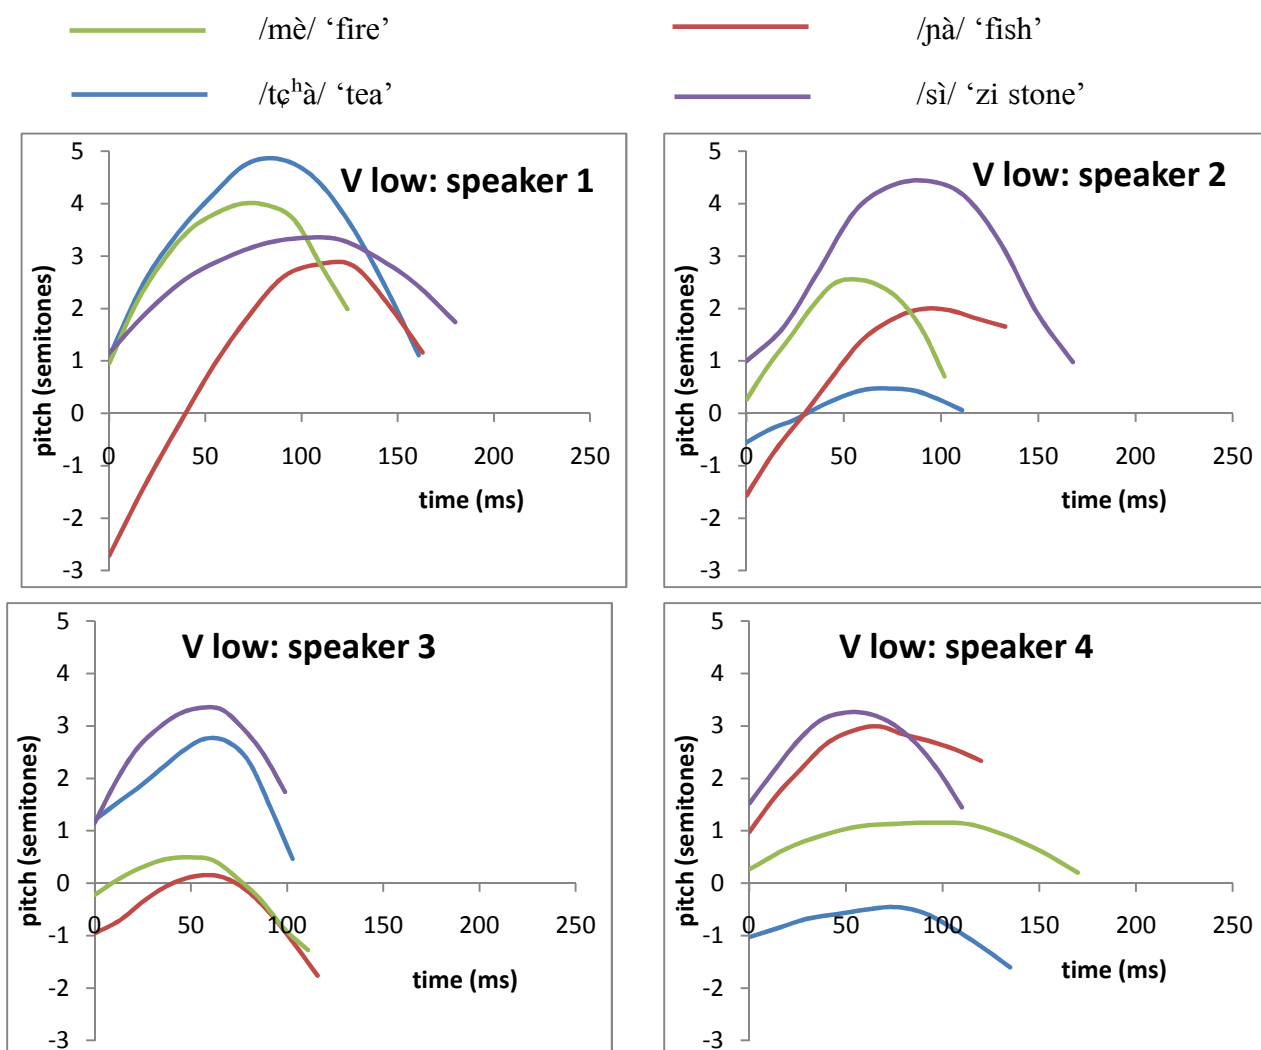 /mè/ ‘fire’ /ɲà/ ‘fish’
/tɕʰà/ ‘tea’ /sì/ ‘zi stone’
V low: speaker 1
5
4
3
2
1
0
-1
-2
-3
0 50 100 150 200 250
pitch (semitones)
time (ms)
V low: speaker 2
5
4
3
2
1
0
-1
-2
-3
0 50 100 150 200 250
pitch (semitones)
time (ms)
V low: speaker 3
5
4
3
2
1
0
-1
-2
-3
0 50 100 150 200 250
pitch (semitones)
time (ms)
V low: speaker 4
5
4
3
2
1
0
-1
-2
-3
0 50 100 150 200 250
pitch (semitones)
time (ms)